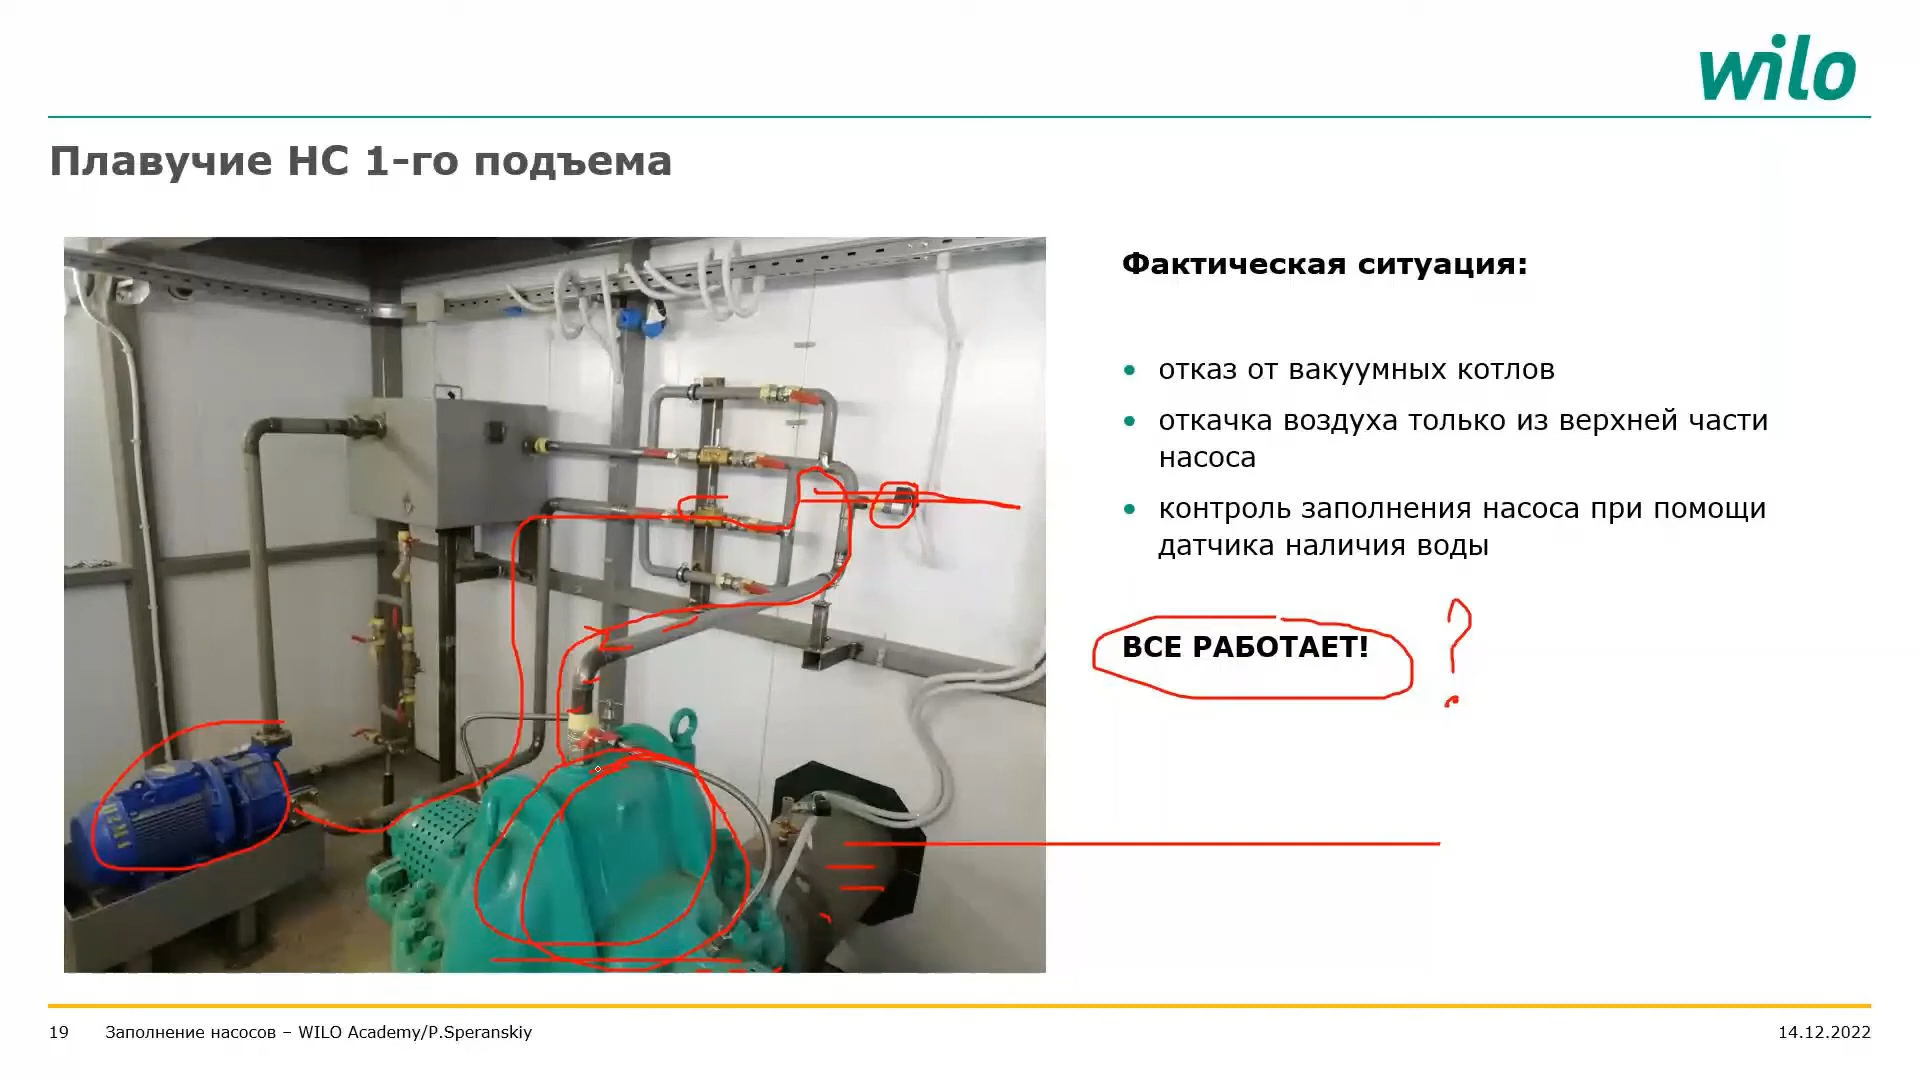 wilo
Плавучие НС 1-го подъема
Фактическая ситуация:
• отказ от вакуумных котлов
• откачка воздуха только из верхней части
насоса
• контроль заполнения насоса при помощи
датчика наличия воды
ВСЕ РАБОТАЕТ!
?
19 Заполнение насосов – WILO Academy/P.Speranskiy 14.12.2022